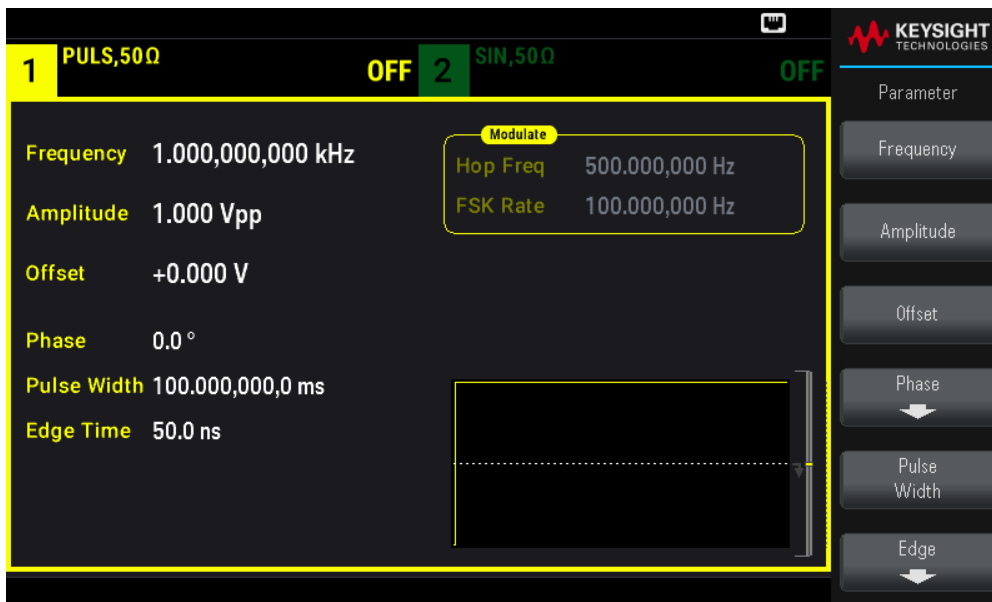 KEYSIGHT
TECHNOLOGIES
1 PULS,50Ω OFF 2 SIN,50Ω OFF
Parameter
Frequency 1.000,000,000 kHz
Amplitude 1.000 Vpp
Offset +0.000 V
Phase 0.0 °
Pulse Width 100.000,000,0 ms
Edge Time 50.0 ns
Modulate
Hop Freq 500.000,000 Hz
FSK Rate 100.000,000 Hz
Frequency
Amplitude
Offset
Phase
Pulse
Width
Edge